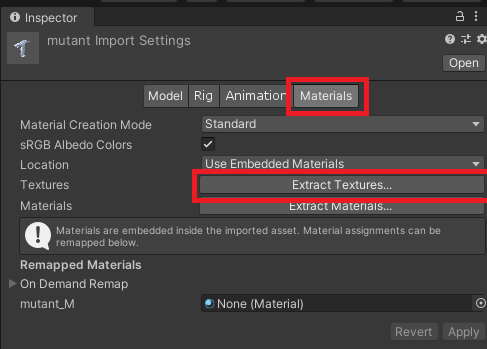 Inspector
mutant Import Settings
Open
Model Rig Animation Materials
Material Creation Mode Standard
sRGB Albedo Colors
Location Use Embedded Materials
Textures Extract Textures...
Materials Extract Materials...
Materials are embedded inside the imported asset. Material assignments can be
remapped below.
Remapped Materials
On Demand Remap
mutant_M None (Material)
Revert Apply